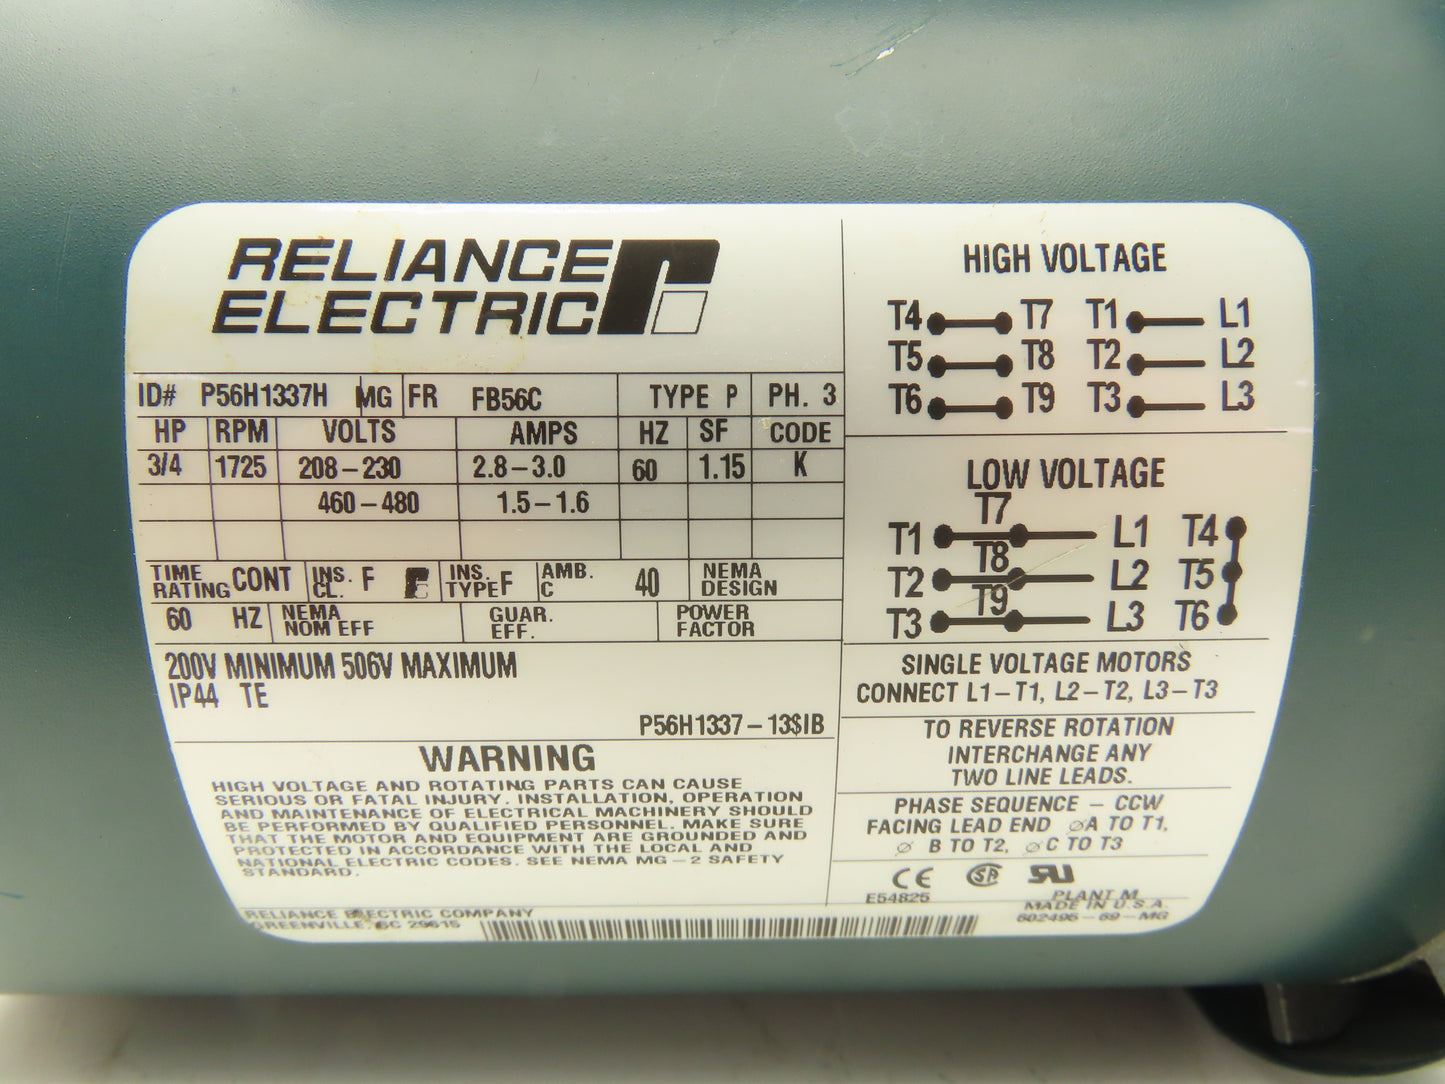 RELIANCE
ELECTRIC
ID# P56H1337H MG FR FB56C TYPE P PH. 3
HP RPM VOLTS AMPS HZ SF CODE
3/4 1725 208-230 2.8-3.0 60 1.15 K
460-480 1.5-1.6
TIME RATING CONT INS. CL. F INS. TYPE F AMB. C 40 NEMA DESIGN
60 HZ NEMA NOM EFF GUAR. EFF. POWER FACTOR
200V MINIMUM 506V MAXIMUM
IP44 TE
P56H1337-13$IB
WARNING
HIGH VOLTAGE AND ROTATING PARTS CAN CAUSE
SERIOUS OR FATAL INJURY. INSTALLATION, OPERATION
AND MAINTENANCE OF ELECTRICAL MACHINERY SHOULD
BE PERFORMED BY QUALIFIED PERSONNEL. MAKE SURE
THAT THE MOTOR AND EQUIPMENT ARE GROUNDED AND
PROTECTED IN ACCORDANCE WITH THE LOCAL AND
NATIONAL ELECTRIC CODES. SEE NEMA MG-2 SAFETY
STANDARD.
RELIANCE ELECTRIC COMPANY
GREENVILLE, SC 29615
HIGH VOLTAGE
T4 T7 T1 L1
T5 T8 T2 L2
T6 T9 T3 L3
LOW VOLTAGE
T7
T1 L1 T4
T8
T2 L2 T5
T9
T3 L3 T6
SINGLE VOLTAGE MOTORS
CONNECT L1-T1, L2-T2, L3-T3
TO REVERSE ROTATION
INTERCHANGE ANY
TWO LINE LEADS.
PHASE SEQUENCE - CCW
FACING LEAD END ØA TO T1,
Ø B TO T2, ØC TO T3
CE SA UR
E54825
PLANT M
MADE IN U.S.A.
602495-69-MG